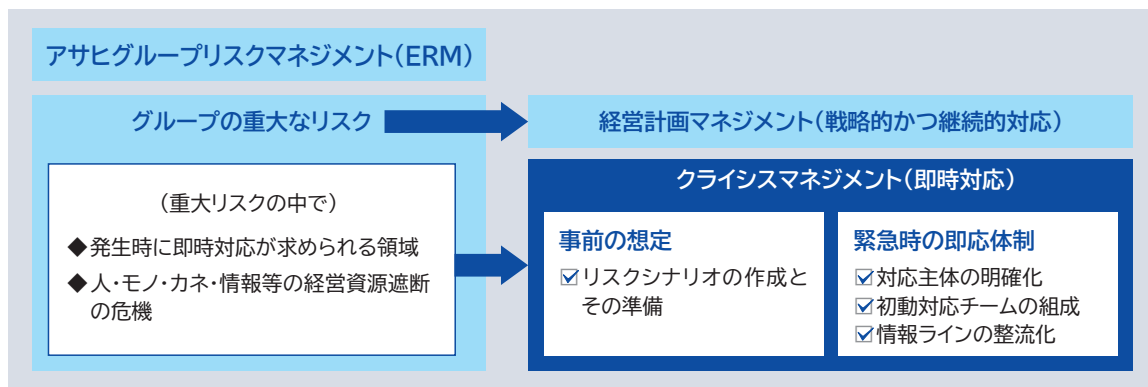 アサヒグループリスクマネジメント(ERM)
グループの重大なリスク
(重大リスクの中で)
◆発生時に即時対応が求められる領域
◆人・モノ・カネ・情報等の経営資源遮断
の危機
経営計画マネジメント(戦略的かつ継続的対応)
クライシスマネジメント(即時対応)
事前の想定
☑リスクシナリオの作成と
その準備
緊急時の即応体制
☑対応主体の明確化
☑初動対応チームの組成
☑情報ラインの整流化